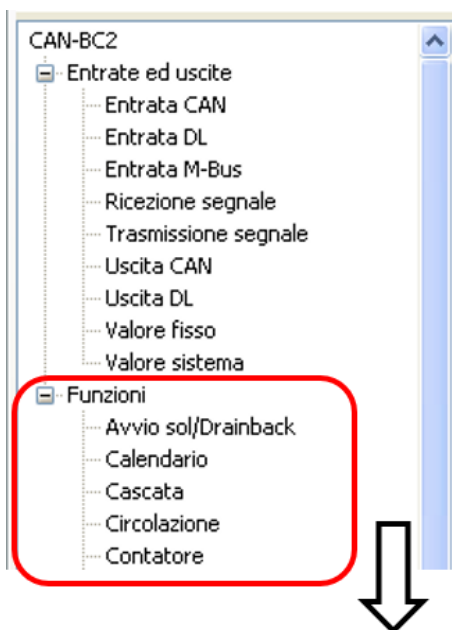 CAN-BC2
Entrate ed uscite
Entrata CAN
Entrata DL
Entrata M-Bus
Ricezione segnale
Trasmissione segnale
Uscita CAN
Uscita DL
Valore fisso
Valore sistema
Funzioni
Avvio sol/Drainback
Calendario
Cascata
Circolazione
Contatore